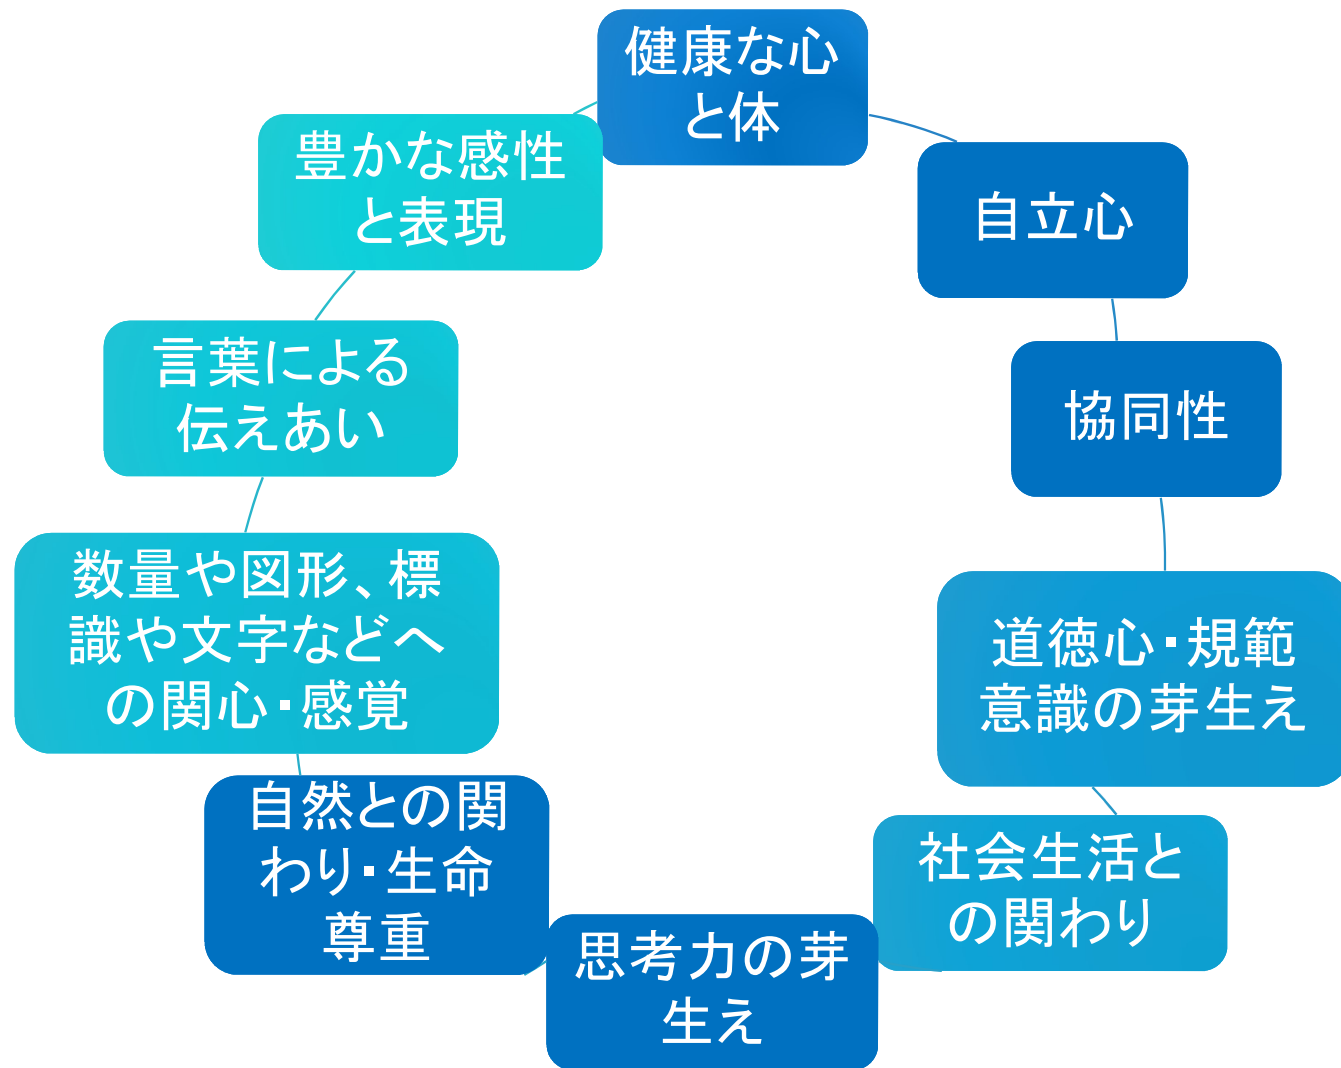 健康な心
と体
自立心
協同性
道徳心・規範
意識の芽生え
社会生活と
の関わり
思考力の芽
生え
自然との関
わり・生命
尊重
数量や図形、標
識や文字などへ
の関心・感覚
言葉による
伝えあい
豊かな感性
と表現